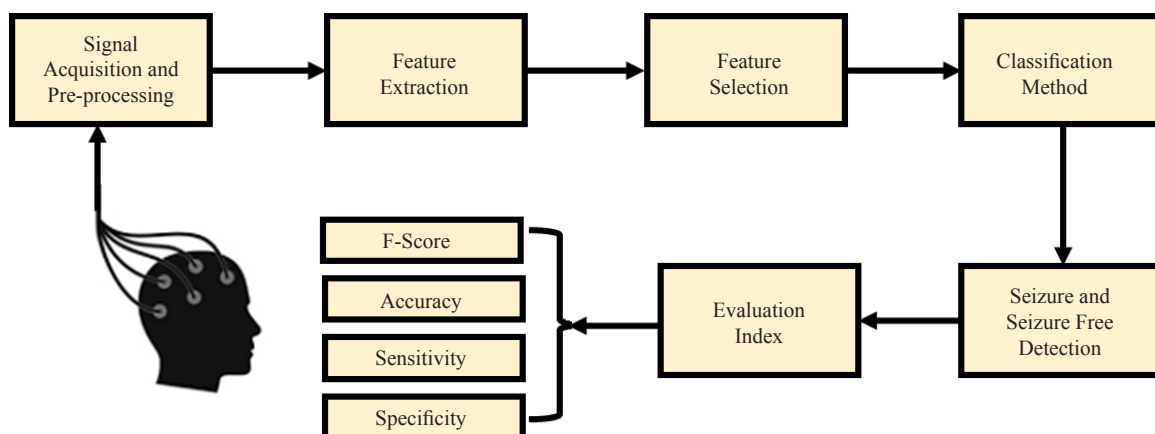 Signal
Acquisition and
Pre-processing
Feature
Extraction
Feature
Selection
Classification
Method
Seizure and
Seizure Free
Detection
Evaluation
Index
F-Score
Accuracy
Sensitivity
Specificity